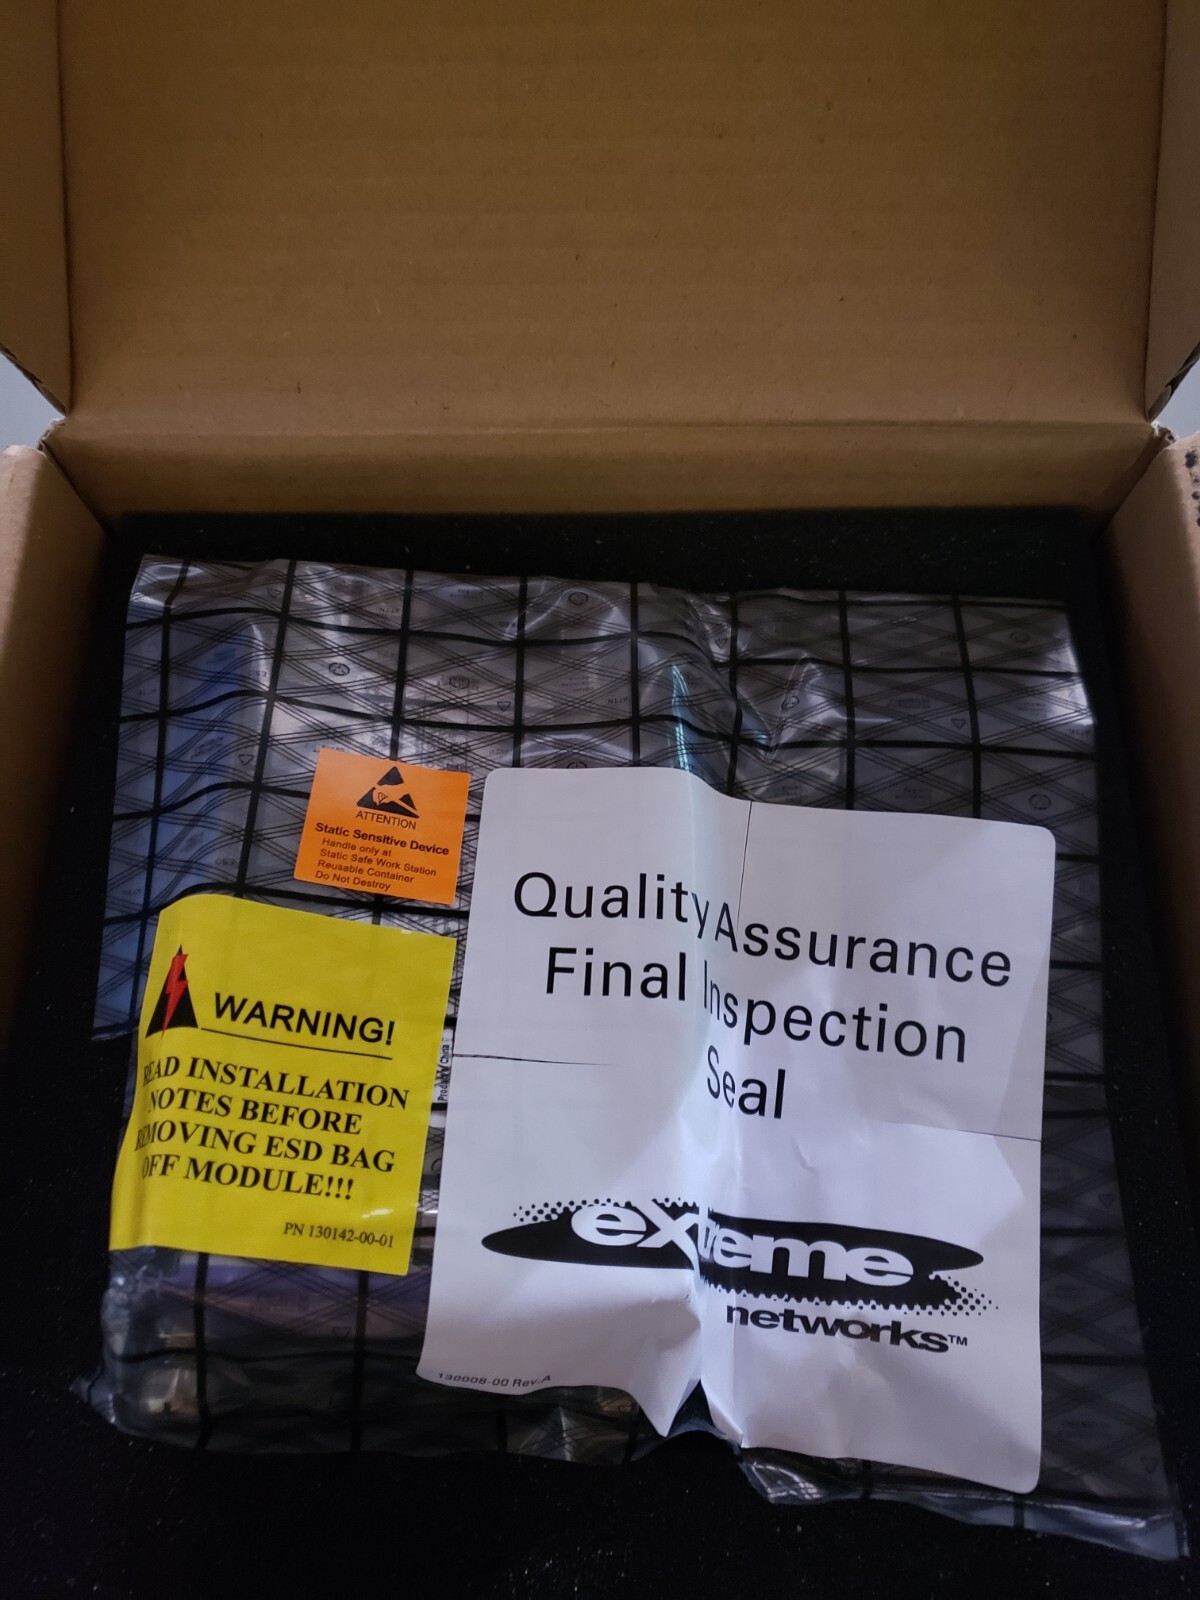 ATTENTION
Static Sensitive Device
Handle only at
Static Safe Work Station
Reusable Container
Do Not Destroy
WARNING!
READ INSTALLATION
NOTES BEFORE
REMOVING ESD BAG
OFF MODULE!!!
PN 130142-00-01
Quality Assurance
Final Inspection
Seal
extreme
networks™
130008-00 Rev.A